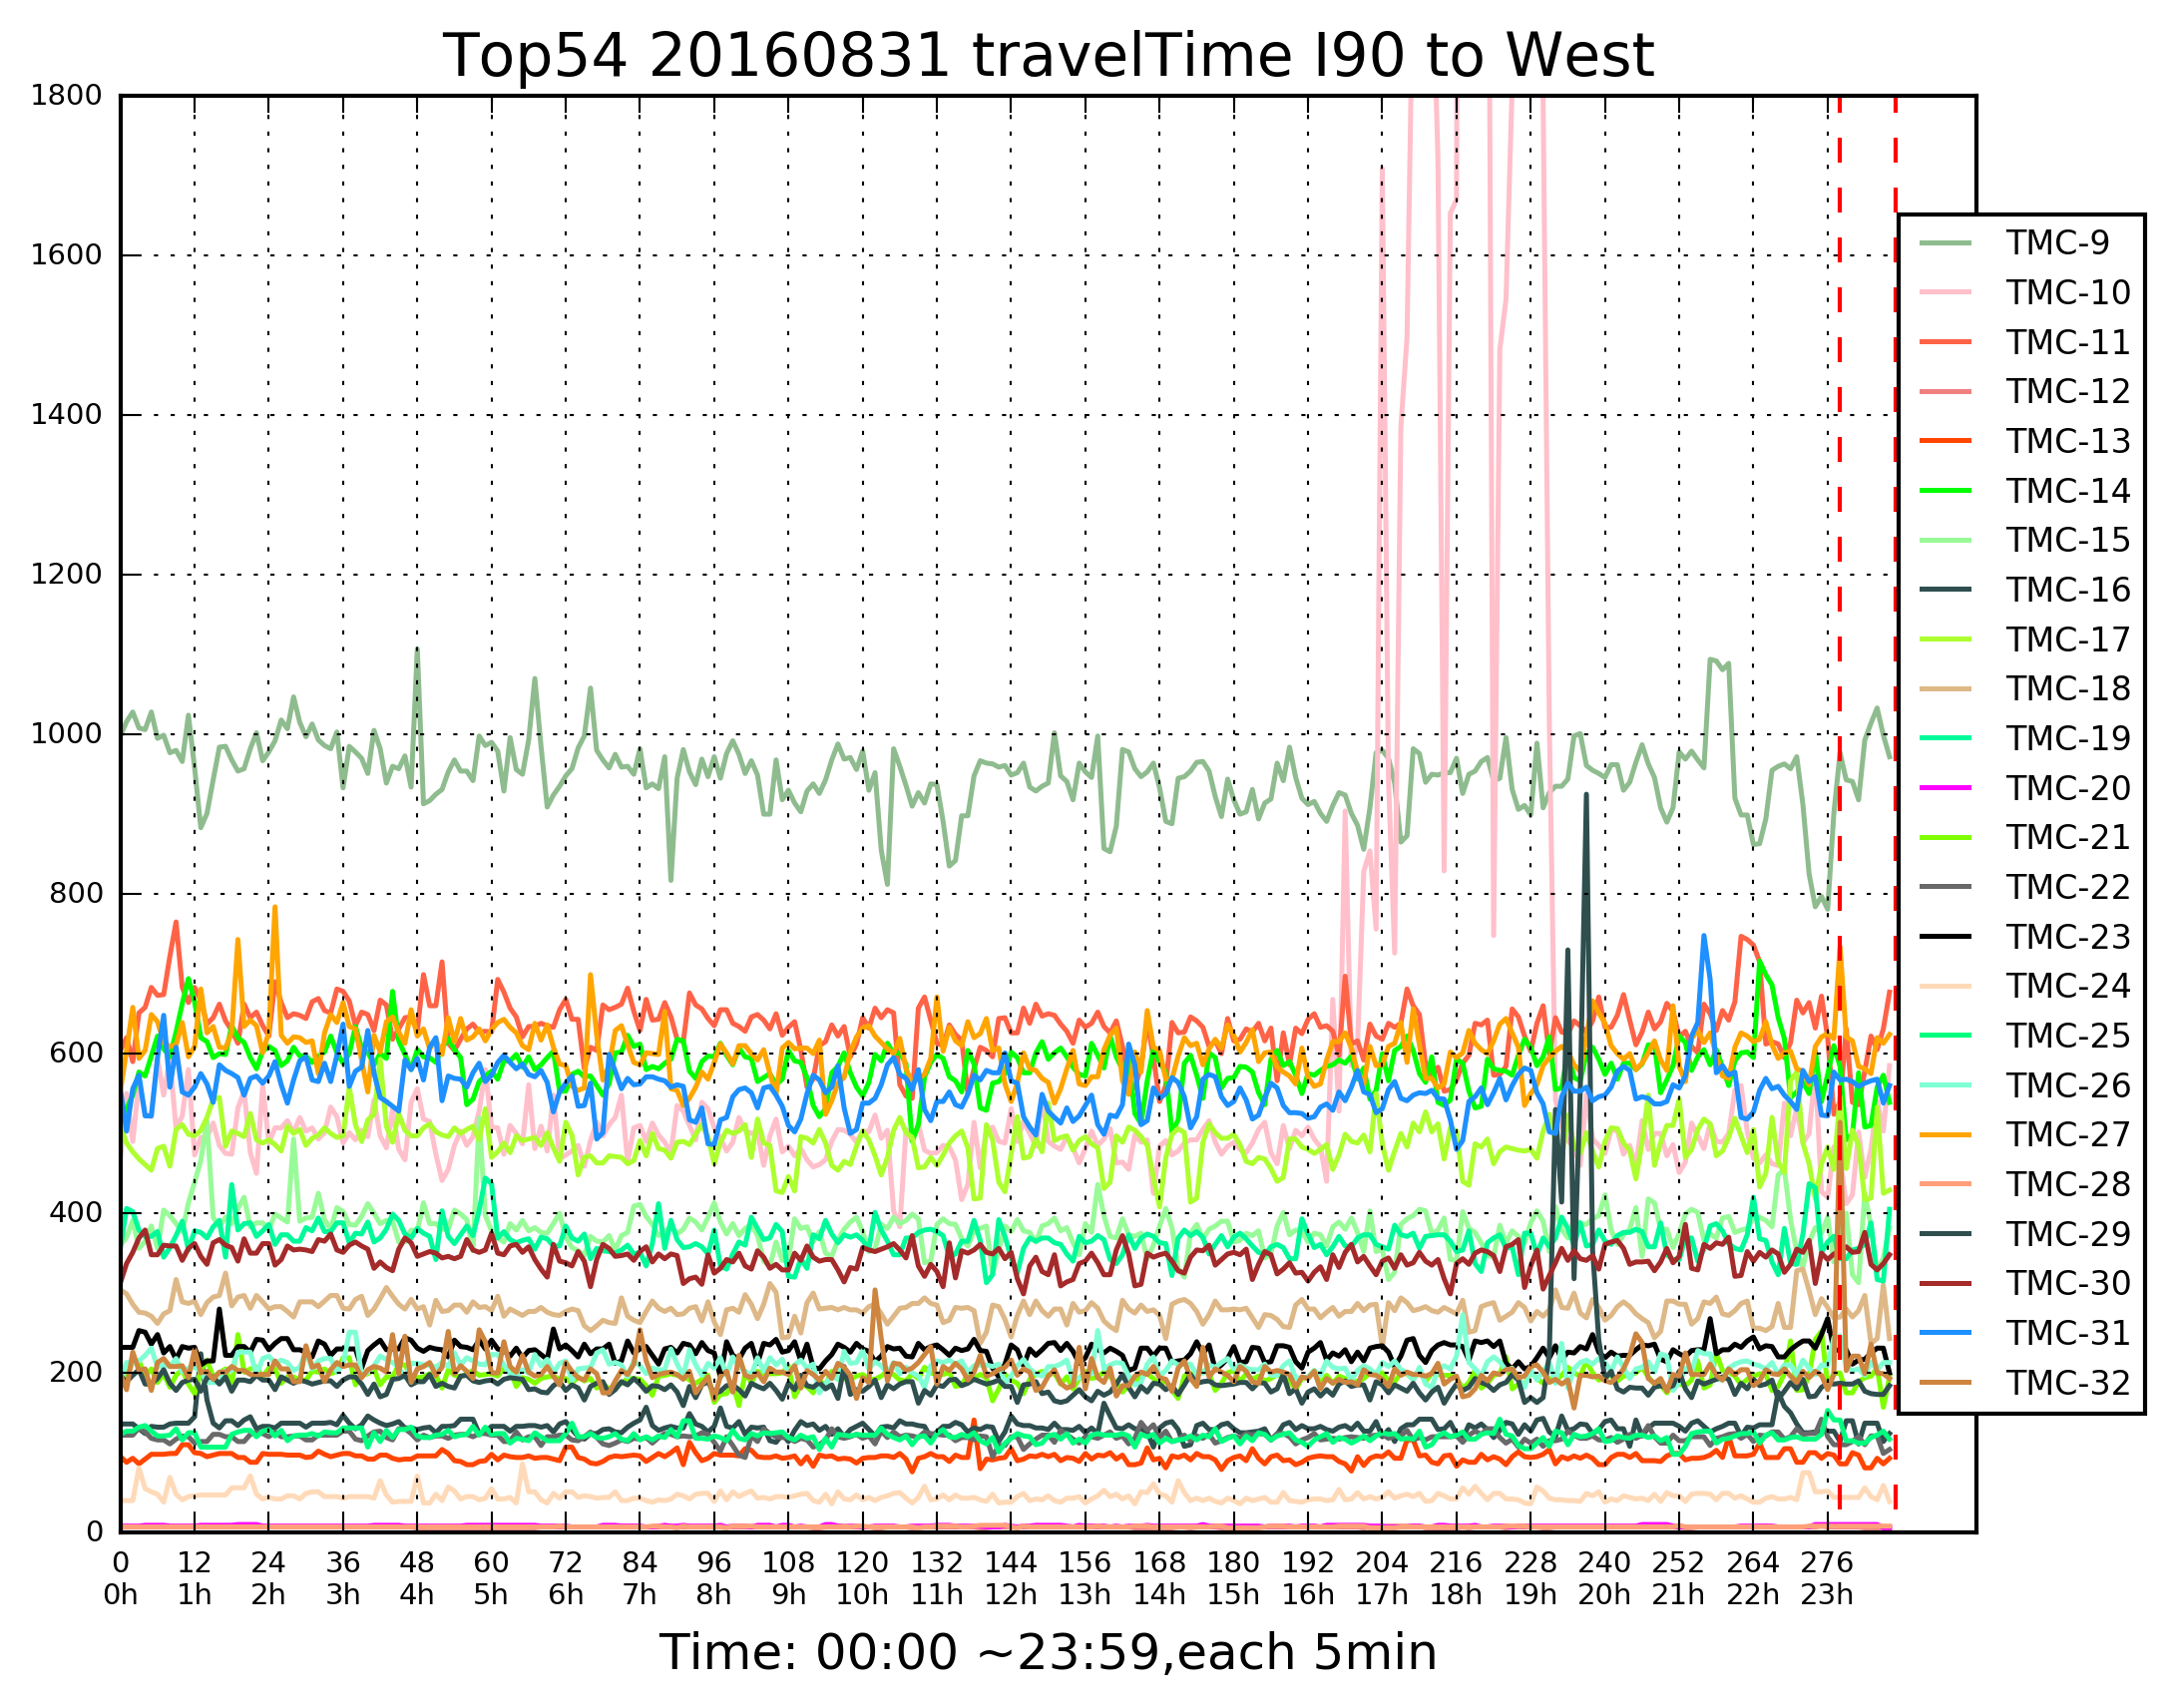 Top54 20160831 travelTime I90 to West
1800
1600
1400
1200
1000
800
600
400
200
0
TMC-9
TMC-10
TMC-11
TMC-12
TMC-13
TMC-14
TMC-15
TMC-16
TMC-17
TMC-18
TMC-19
TMC-20
TMC-21
TMC-22
TMC-23
TMC-24
TMC-25
TMC-26
TMC-27
TMC-28
TMC-29
TMC-30
TMC-31
TMC-32
0 12 24 36 48 60 72 84 96 108 120 132 144 156 168 180 192 204 216 228 240 252 264 276
0h 1h 2h 3h 4h 5h 6h 7h 8h 9h 10h 11h 12h 13h 14h 15h 16h 17h 18h 19h 20h 21h 22h 23h
Time: 00:00 ~23:59,each 5min